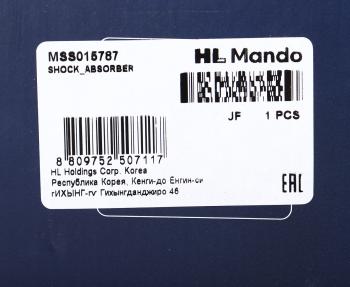 MSS015787
HL Mando
SHOCK_ABSORBER
JF 1 PCS
8 809752 507117
HL Holdings Corp. Korea
Республика Корея, Кенги-до Енгин-си
гИХЫНГ-гу Гихынгданджиро 46
EAC